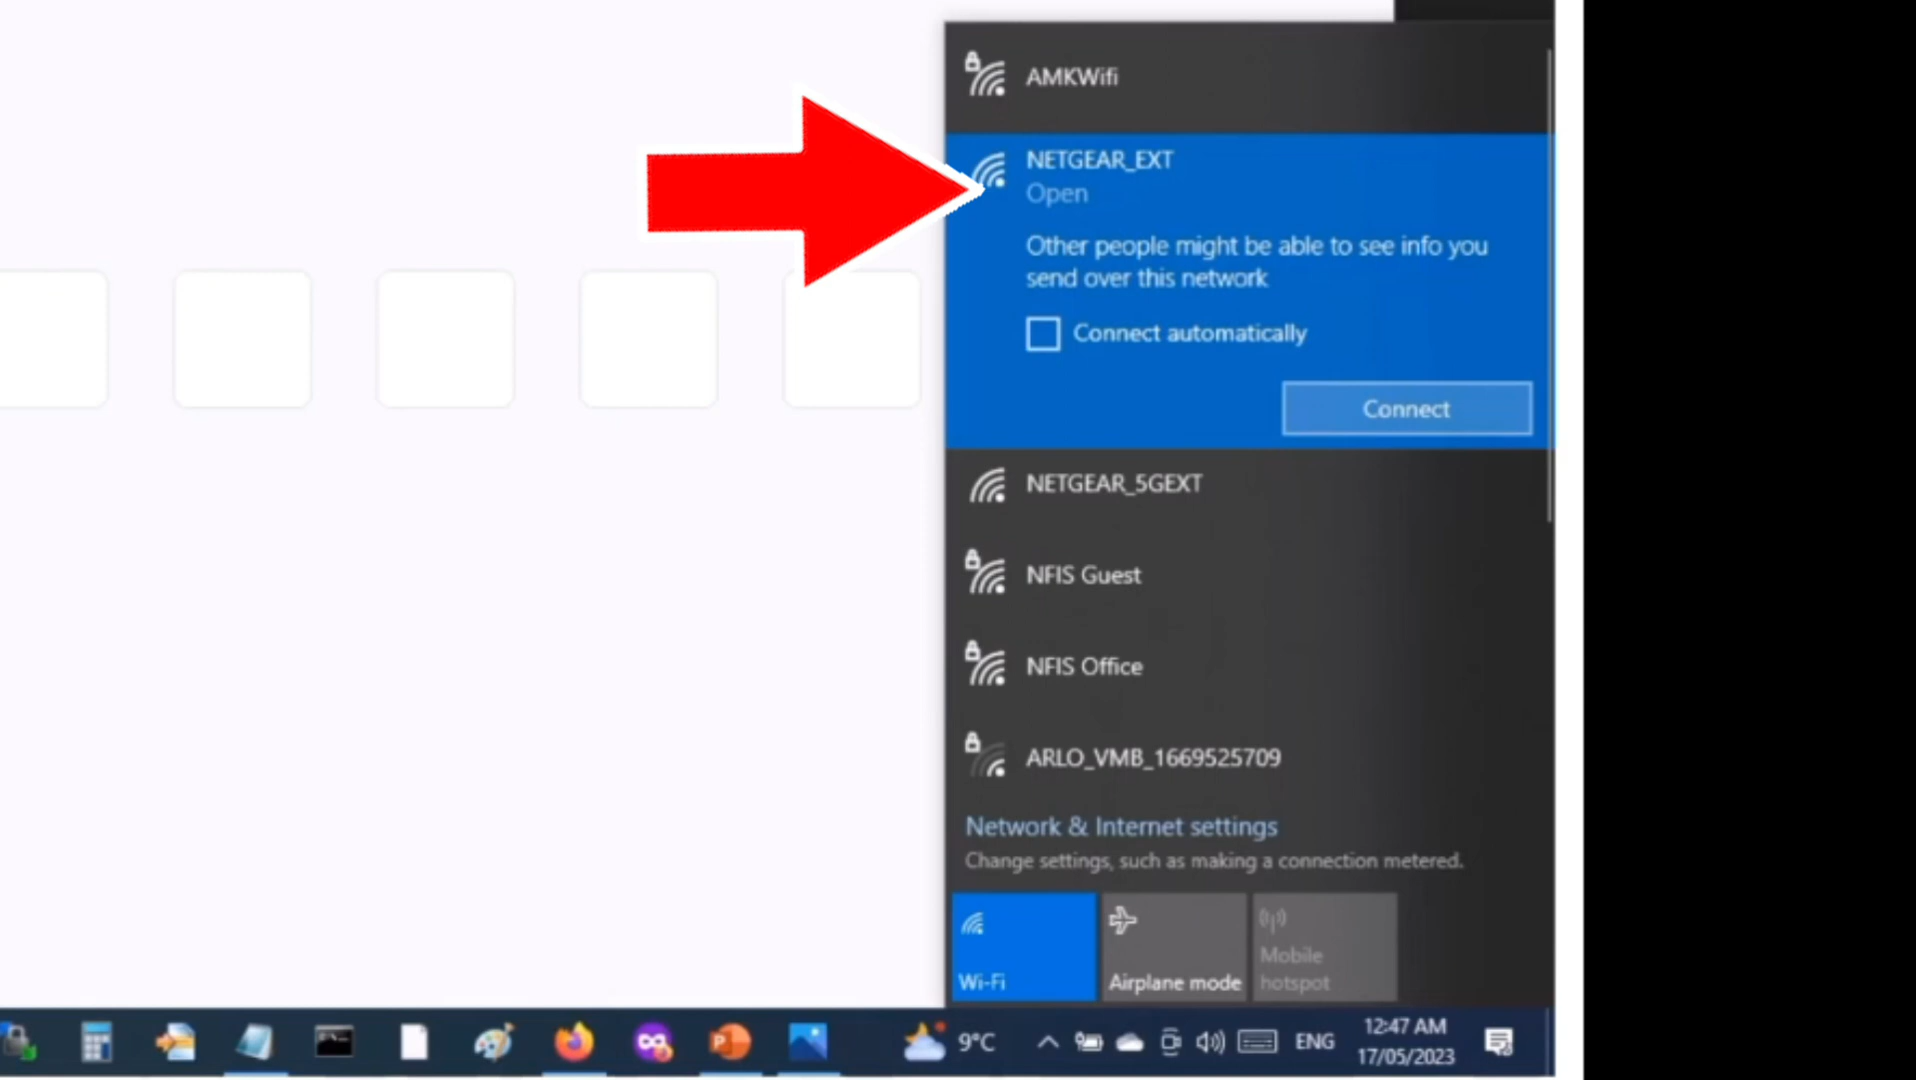 AMKWifi
NETGEAR_EXT
Open
Other people might be able to see info you
send over this network
Connect automatically
Connect
NETGEAR_5GEXT
NFIS Guest
NFIS Office
ARLO_VMB_1669525709
Network & Internet settings
Change settings, such as making a connection metered.
Wi-Fi
Airplane mode
Mobile
hotspot
9°C
ENG
12:47 AM
17/05/2023